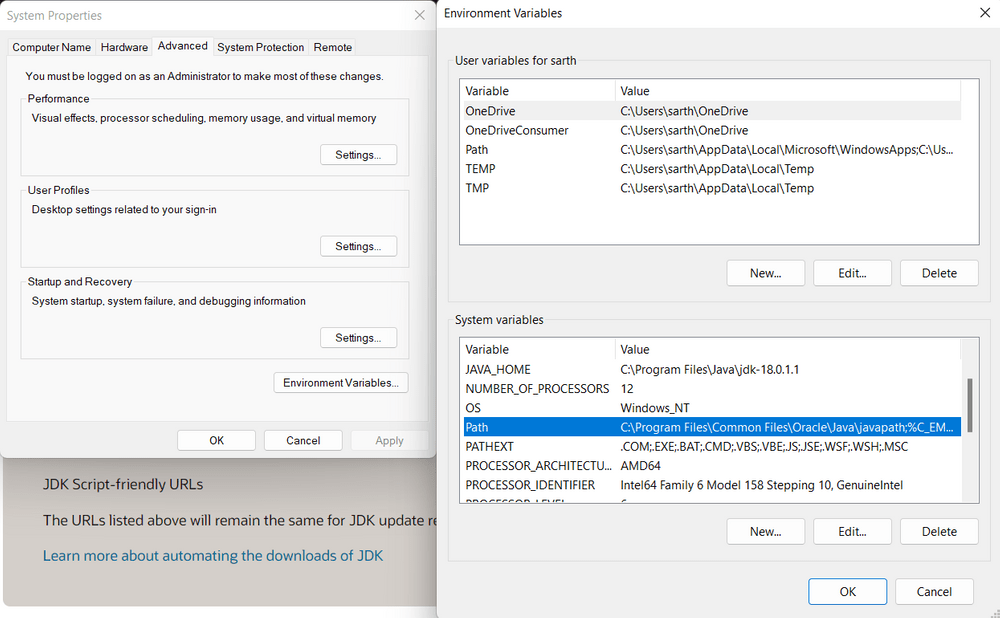 System Properties
Computer Name Hardware Advanced System Protection Remote
You must be logged on as an Administrator to make most of these changes.
Performance
Visual effects, processor scheduling, memory usage, and virtual memory
Settings...
User Profiles
Desktop settings related to your sign-in
Settings...
Startup and Recovery
System startup, system failure, and debugging information
Settings...
Environment Variables...
OK Cancel Apply
JDK Script-friendly URLs
The URLs listed above will remain the same for JDK update
Learn more about automating the downloads of JDK
Environment Variables
User variables for sarth
Variable Value
OneDrive C:\Users\sarth\OneDrive
OneDriveConsumer C:\Users\sarth\OneDrive
Path C:\Users\sarth\AppData\Local\Microsoft\WindowsApps;C:\Us...
TEMP C:\Users\sarth\AppData\Local\Temp
TMP C:\Users\sarth\AppData\Local\Temp
New... Edit... Delete
System variables
Variable Value
JAVA_HOME C:\Program Files\Java\jdk-18.0.1.1
NUMBER_OF_PROCESSORS 12
OS Windows_NT
Path C:\Program Files\Common Files\Oracle\Java\javapath;%C_EM...
PATHEXT .COM;.EXE;.BAT;.CMD;.VBS;.VBE;.JS;.JSE;.WSF;.WSH;.MSC
PROCESSOR_ARCHITECTU... AMD64
PROCESSOR_IDENTIFIER Intel64 Family 6 Model 158 Stepping 10, GenuineIntel
New... Edit... Delete
OK Cancel